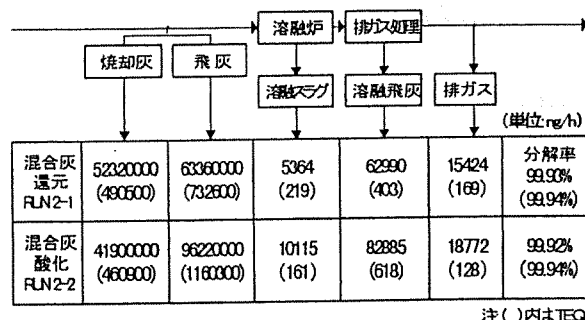 溶融炉 排ガス処理
焼却灰 飛灰 溶融スラグ 溶融飛灰 排ガス
(単位:ng/h)
混合灰 還元 RUN2-1 52320000 (490500) 63360000 (732600) 5364 (219) 62990 (403) 15424 (169) 分解率 99.93% (99.94%)
混合灰 酸化 RUN2-2 41900000 (460900) 96220000 (1160300) 10115 (161) 82885 (618) 18772 (128) 99.92% (99.94%)
注( )内はTEQ